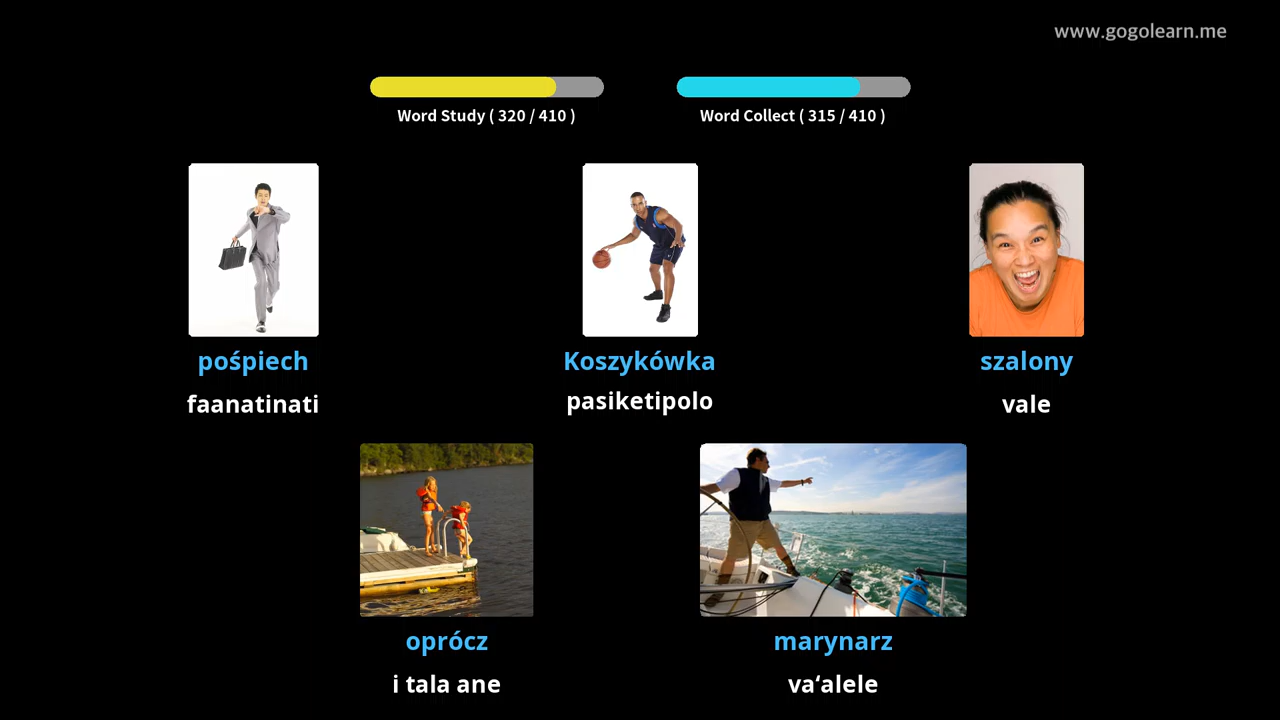 www.gogolearn.me
Word Study ( 320 / 410 )
Word Collect ( 315 / 410 )
pośpiech
Koszykówka
szalony
faanatinati
pasiketipolo
vale
oprócz
marynarz
i tala ane
va‘alele